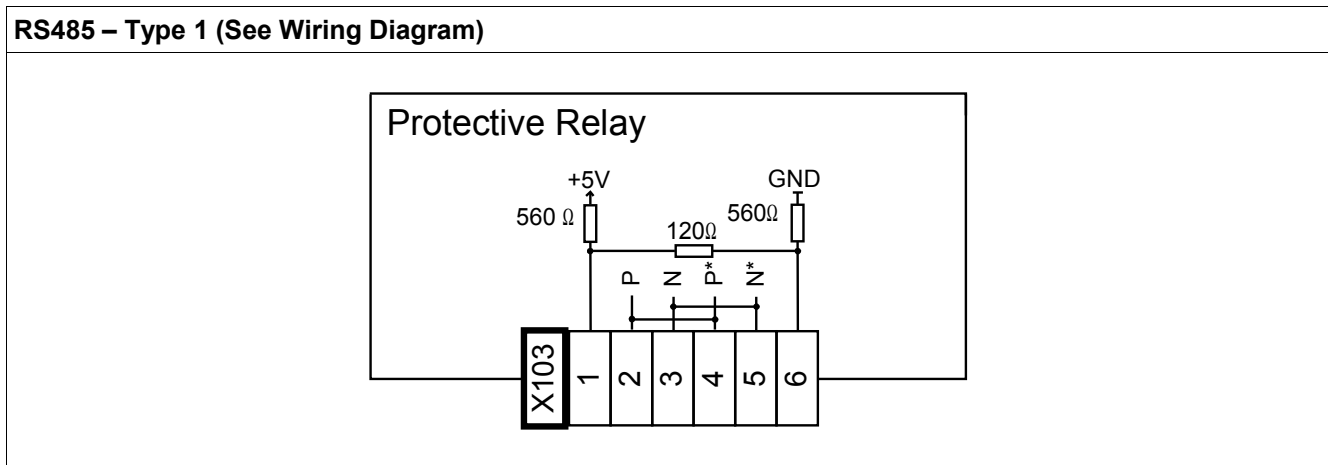 RS485 – Type 1 (See Wiring Diagram)
Protective Relay
+5V
GND
560 Ω
560Ω
120Ω
P
N
P*
N*
X103
1
2
3
4
5
6